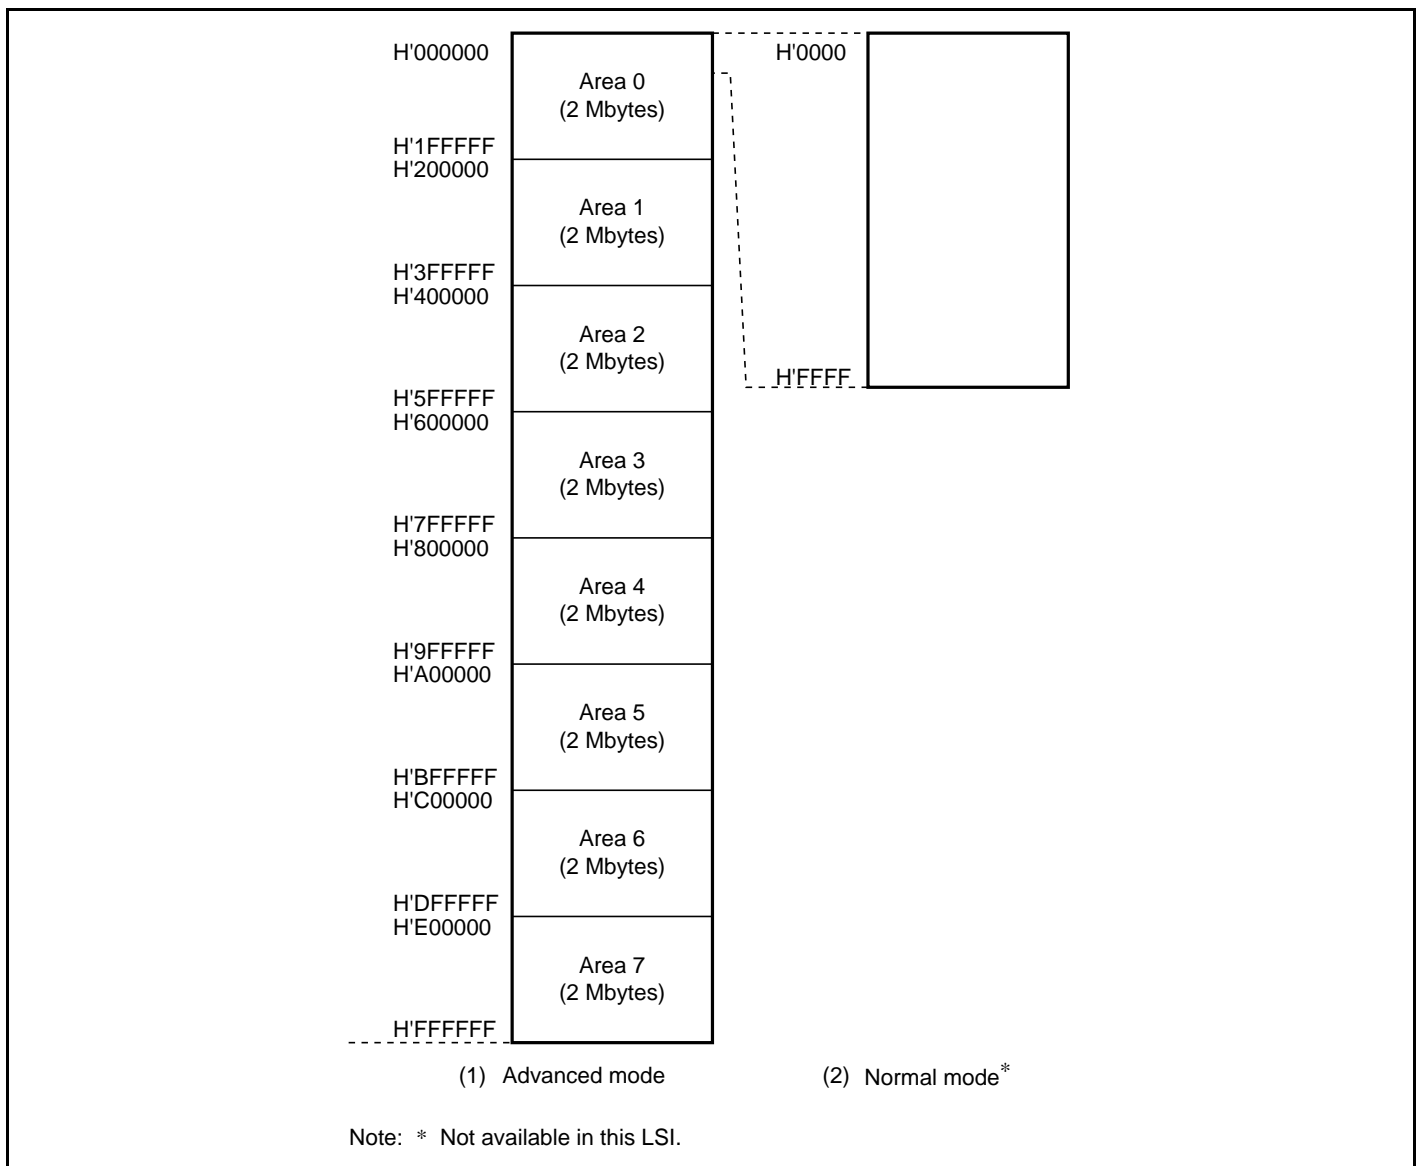 H'000000
Area 0
(2 Mbytes)
H'1FFFFF
H'200000
Area 1
(2 Mbytes)
H'3FFFFF
H'400000
Area 2
(2 Mbytes)
H'5FFFFF
H'600000
Area 3
(2 Mbytes)
H'7FFFFF
H'800000
Area 4
(2 Mbytes)
H'9FFFFF
H'A00000
Area 5
(2 Mbytes)
H'BFFFFF
H'C00000
Area 6
(2 Mbytes)
H'DFFFFF
H'E00000
Area 7
(2 Mbytes)
H'FFFFFF
(1) Advanced mode
H'0000
H'FFFF
(2) Normal mode*
Note: * Not available in this LSI.